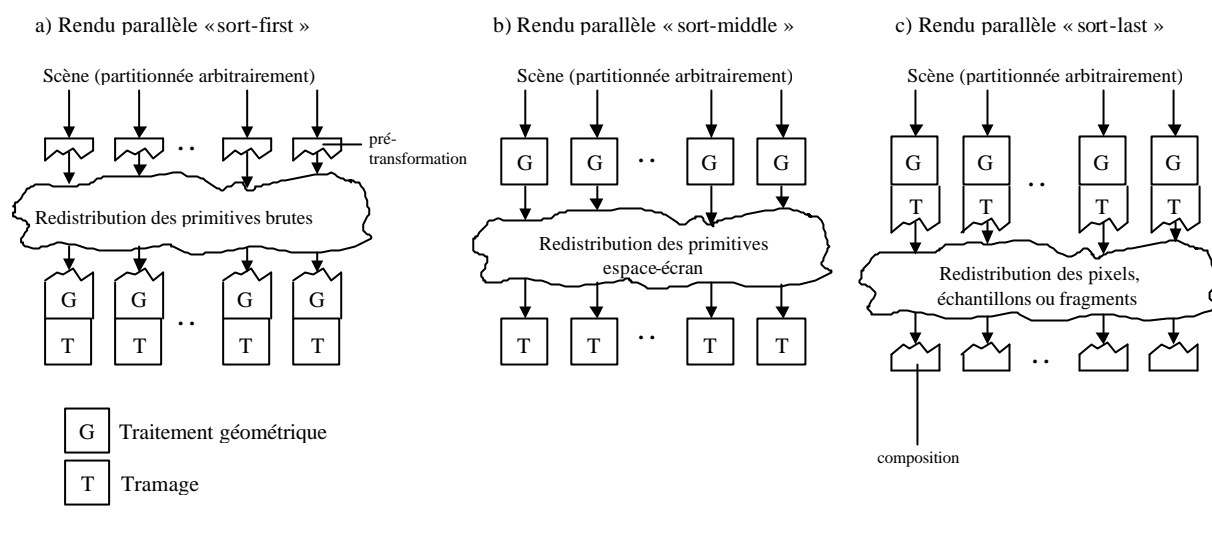 a) Rendu parallèle « sort-first »
Scène (partitionnée arbitrairement)
pré-
transformation
. .
Redistribution des primitives brutes
G G G G
. .
T T T T
b) Rendu parallèle « sort-middle »
Scène (partitionnée arbitrairement)
G G . . G G
Redistribution des primitives
espace-écran
T T . . T T
c) Rendu parallèle « sort-last »
Scène (partitionnée arbitrairement)
G G G G
. .
T T T T
Redistribution des pixels,
échantillons ou fragments
. .
composition
G Traitement géométrique
T Tramage